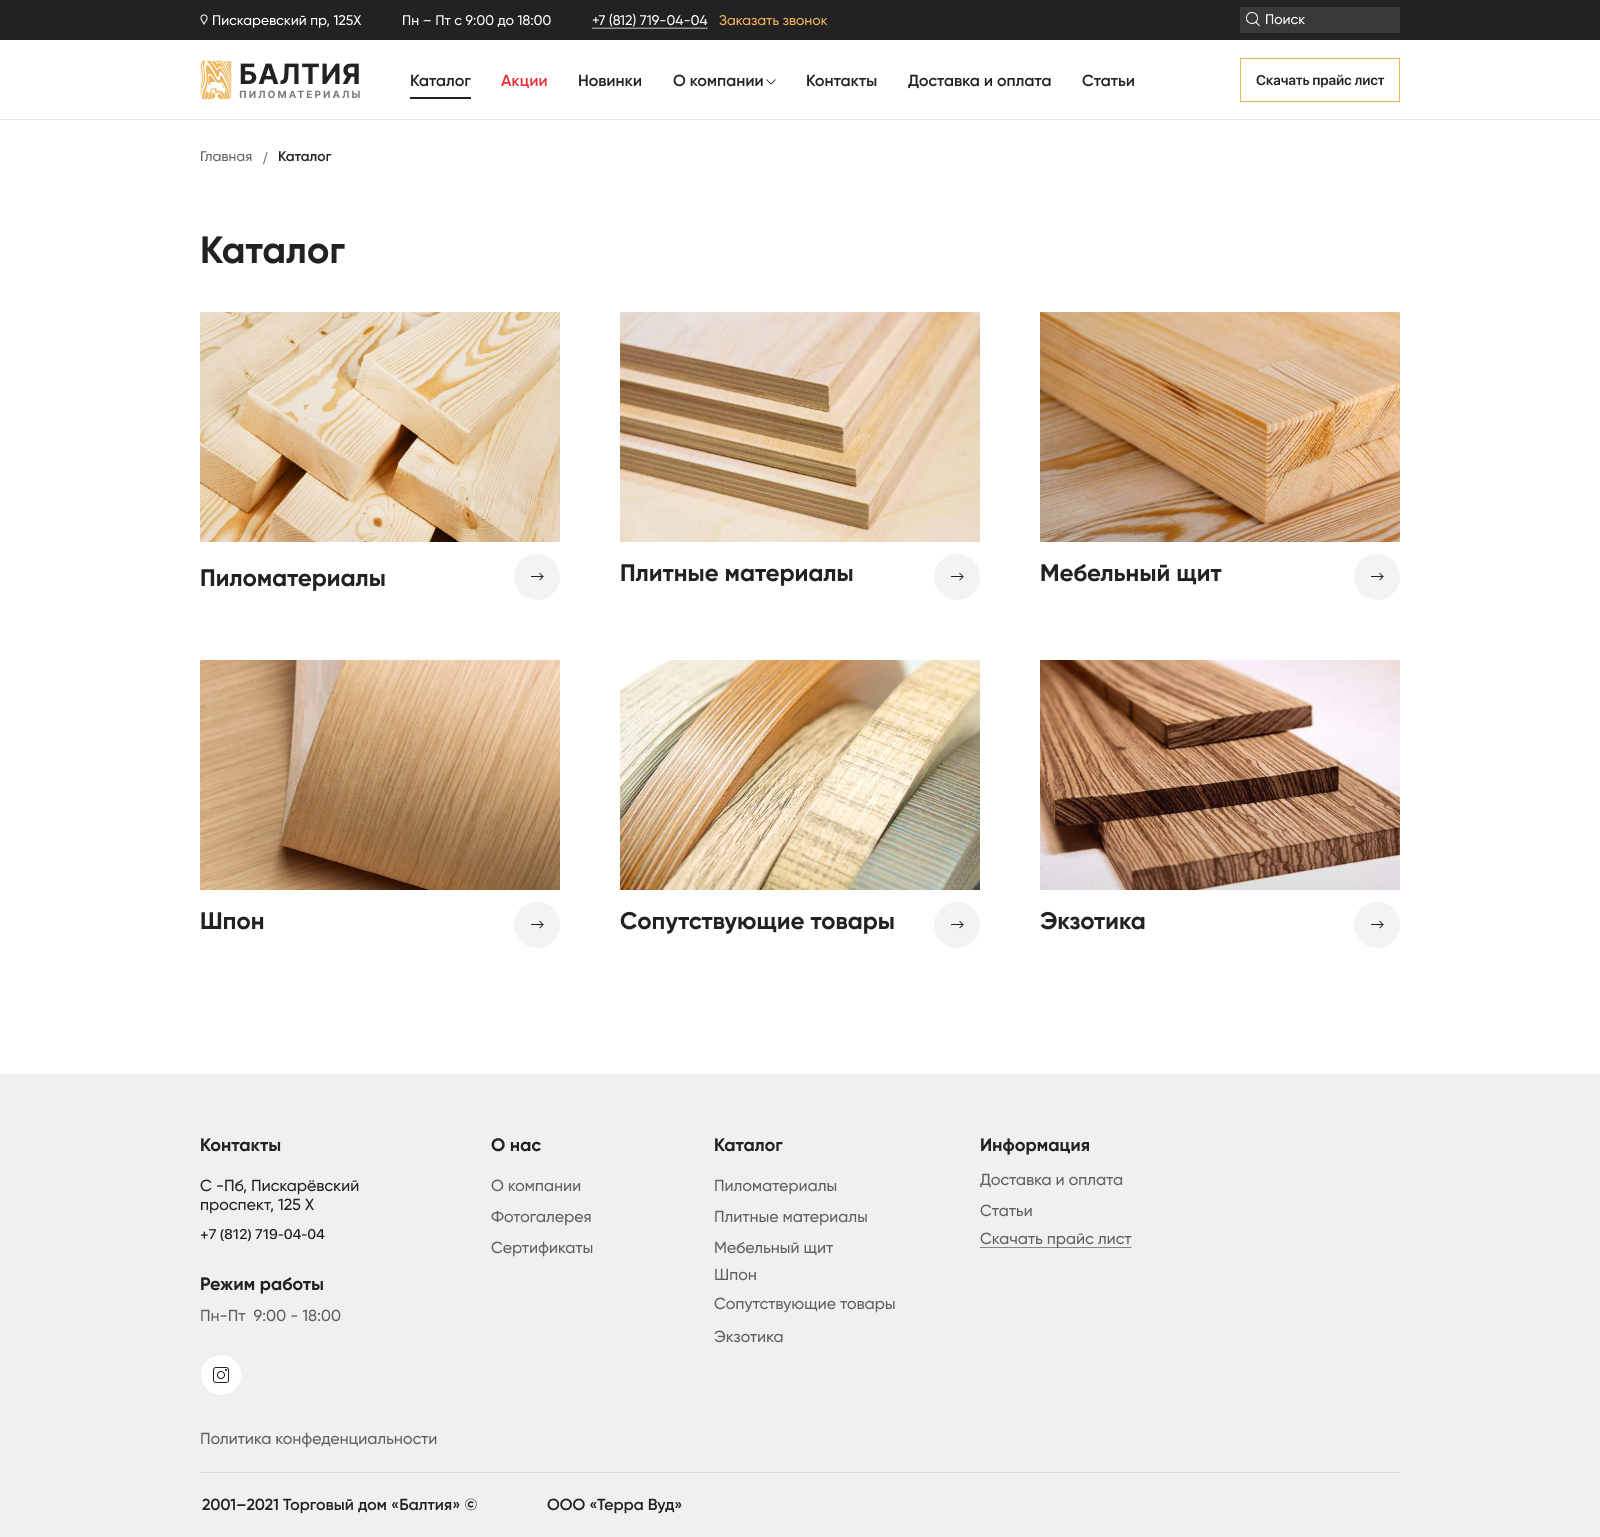 Пискаревский пр, 125Х
Пн – Пт с 9:00 до 18:00
+7 (812) 719-04-04
Заказать звонок
Поиск
БАЛТИЯ
ПИЛОМАТЕРИАЛЫ
Каталог
Акции
Новинки
О компании
Контакты
Доставка и оплата
Статьи
Скачать прайс лист
Главная / Каталог
Каталог
Пиломатериалы
Плитные материалы
Мебельный щит
Шпон
Сопутствующие товары
Экзотика
Контакты
С -Пб, Пискарёвский
проспект, 125 Х
+7 (812) 719-04-04
Режим работы
Пн-Пт 9:00 - 18:00
Политика конфеденциальности
О нас
О компании
Фотогалерея
Сертификаты
Каталог
Пиломатериалы
Плитные материалы
Мебельный щит
Шпон
Сопутствующие товары
Экзотика
Информация
Доставка и оплата
Статьи
Скачать прайс лист
2001–2021 Торговый дом «Балтия» ©
ООО «Терра Вуд»